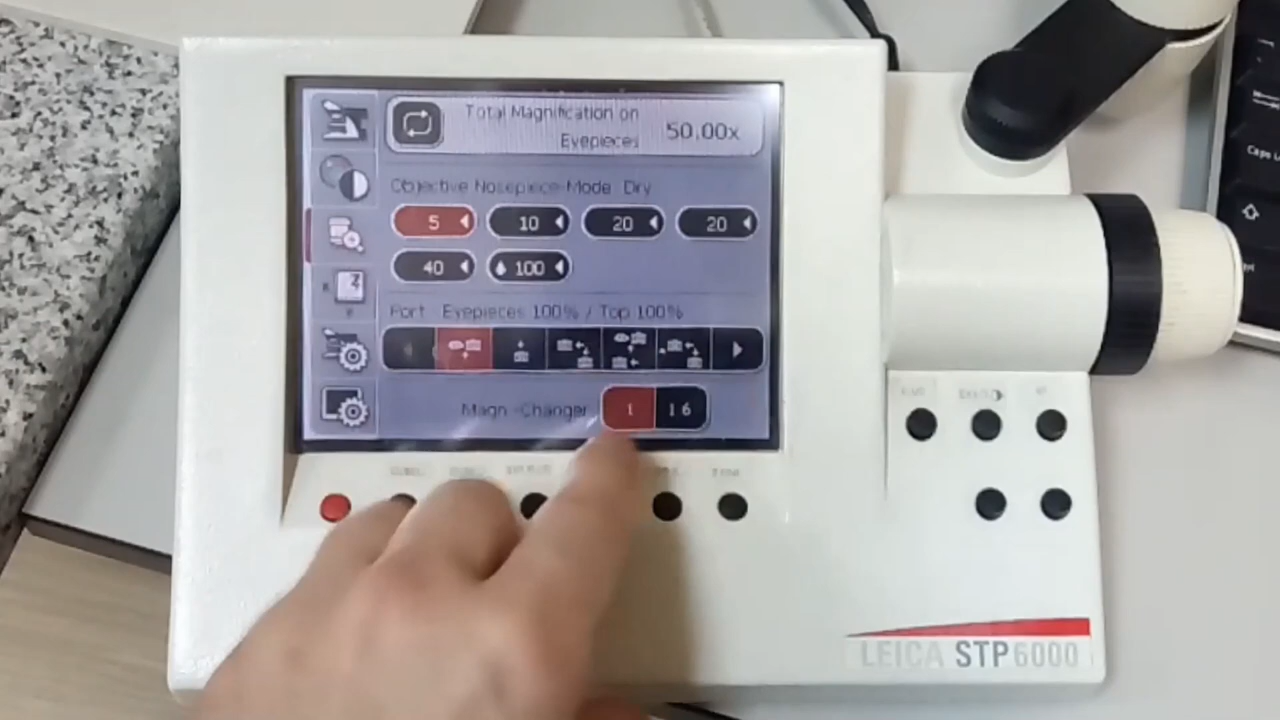 Total Magnification on
Eyepieces
50.00x
Objective Nosepiece-Mode: Dry
5 10 20 20
40 100
Port: Eyepieces 100% / Top 100%
Magn.-Changer 1 1.6
Caps L
LEICA STP6000